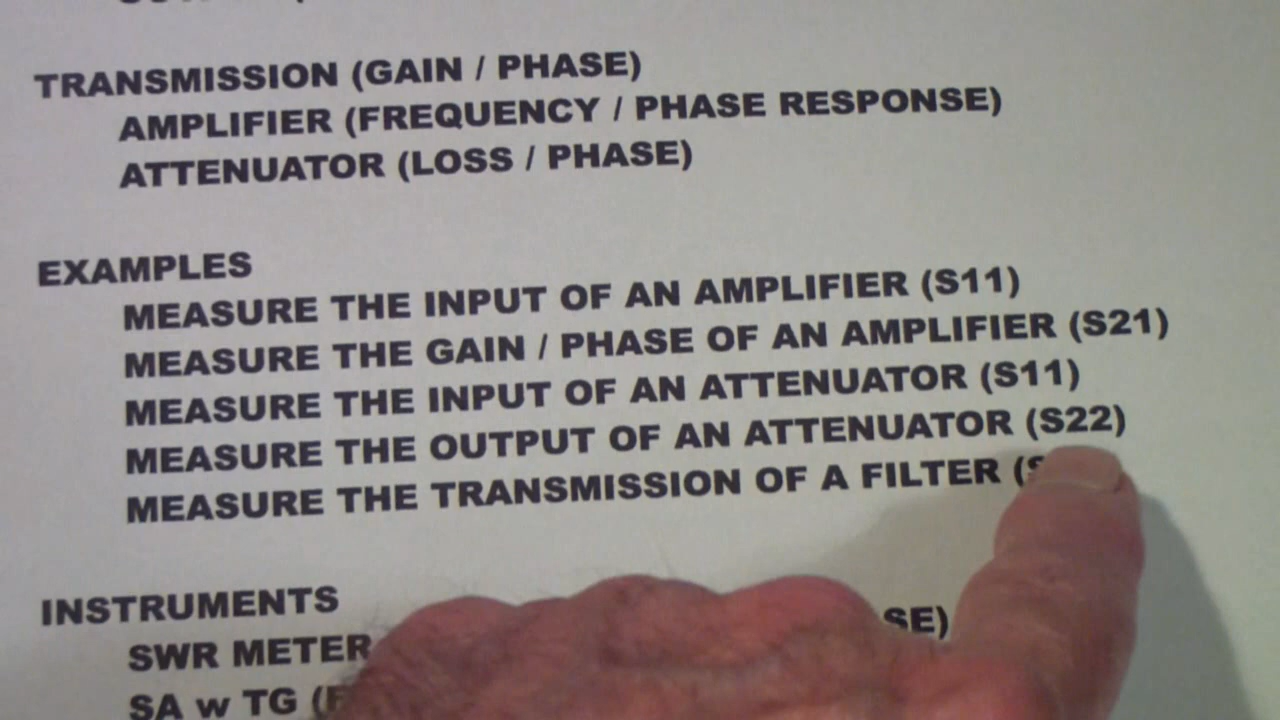 TRANSMISSION (GAIN / PHASE)
AMPLIFIER (FREQUENCY / PHASE RESPONSE)
ATTENUATOR (LOSS / PHASE)
EXAMPLES
MEASURE THE INPUT OF AN AMPLIFIER (S11)
MEASURE THE GAIN / PHASE OF AN AMPLIFIER (S21)
MEASURE THE INPUT OF AN ATTENUATOR (S11)
MEASURE THE OUTPUT OF AN ATTENUATOR (S22)
MEASURE THE TRANSMISSION OF A FILTER
INSTRUMENTS
SWR METER
SA w TG